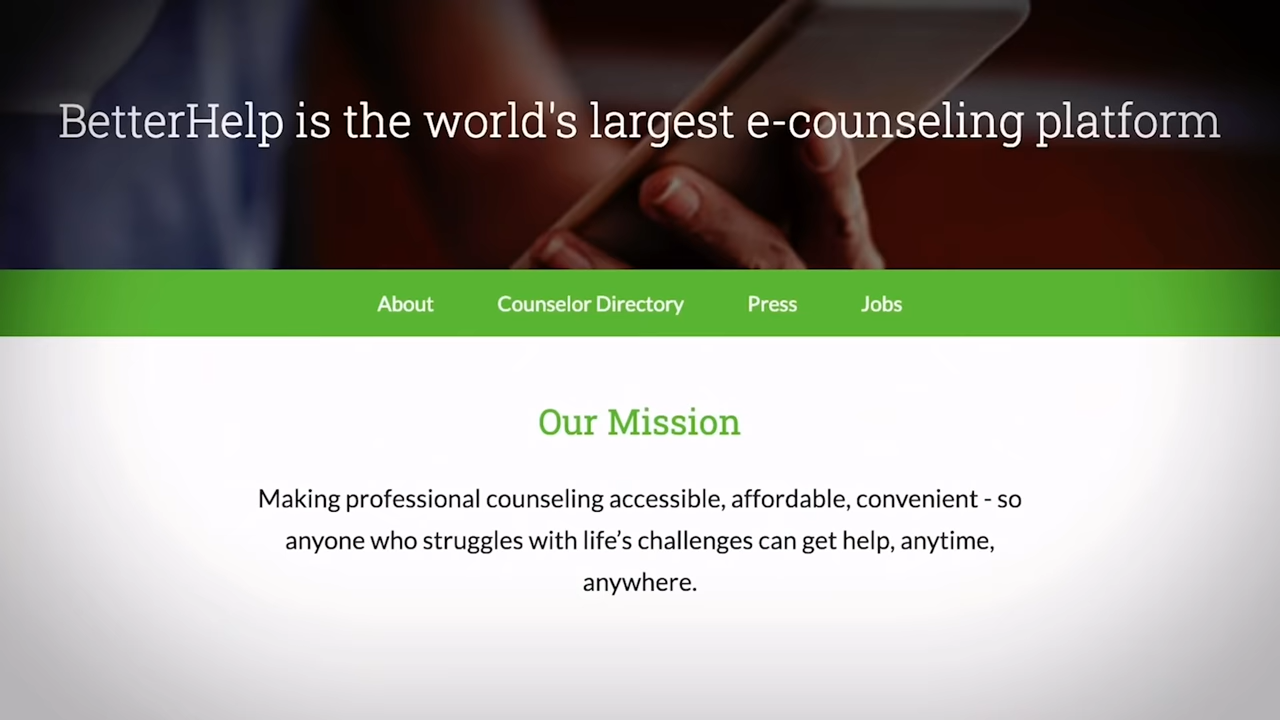 BetterHelp is the world's largest e-counseling platform
About Counselor Directory Press Jobs
Our Mission
Making professional counseling accessible, affordable, convenient - so
anyone who struggles with life’s challenges can get help, anytime,
anywhere.